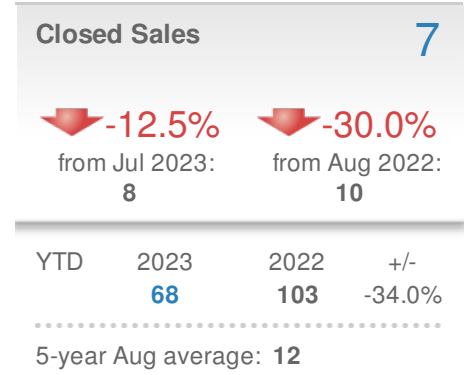 Closed Sales 7
-12.5% -30.0%
from Jul 2023: from Aug 2022:
8 10
YTD 2023 2022 +/-
68 103 -34.0%
5-year Aug average: 12